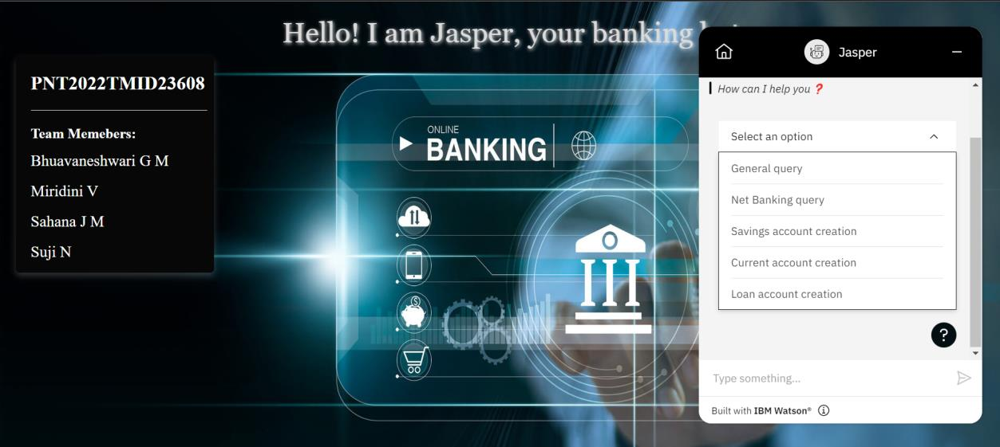 Hello! I am Jasper, your banking
PNT2022TMID23608
Team Memebers:
Bhuavaneshwari G M
Miridini V
Sahana J M
Suji N
ONLINE
BANKING
Jasper
How can I help you ❓
Select an option
General query
Net Banking query
Savings account creation
Current account creation
Loan account creation
?
Type something...
Built with IBM Watson®